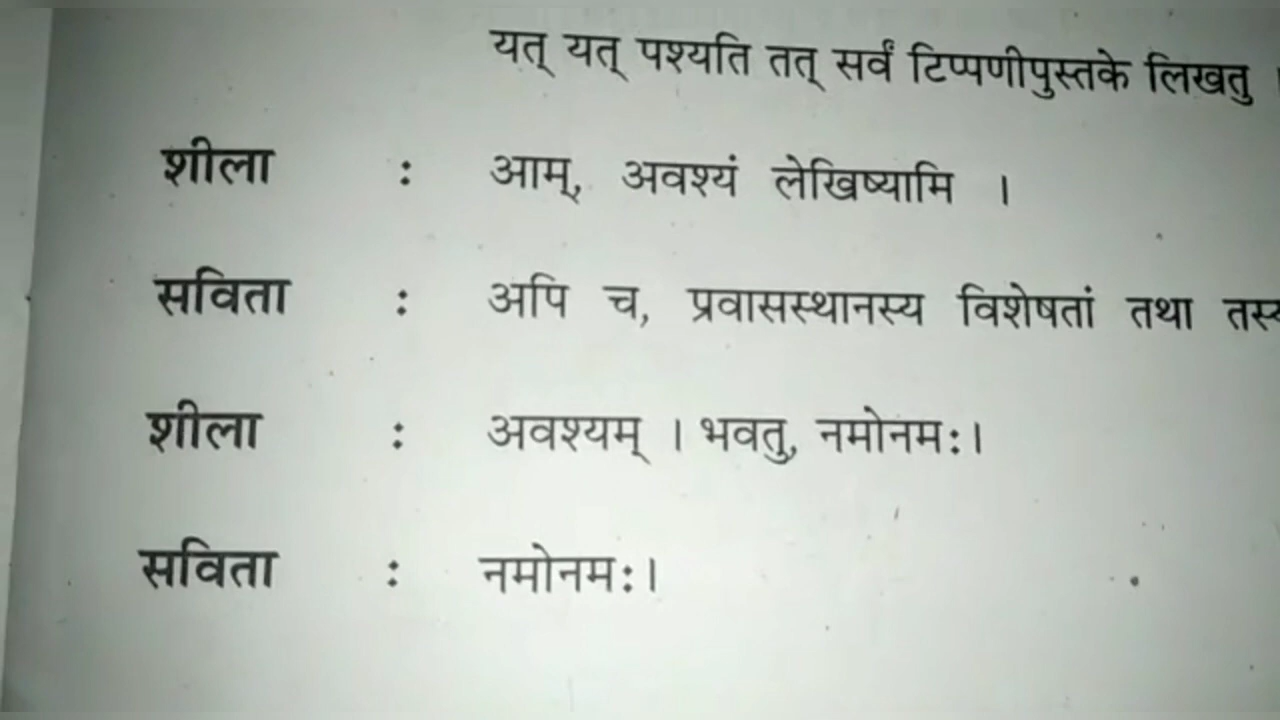 यत् यत् पश्यति तत् सर्वं टिप्पणीपुस्तके लिखतु ।
शीला : आम्, अवश्यं लेखिष्यामि ।
सविता : अपि च, प्रवासस्थानस्य विशेषतां तथा
शीला : अवश्यम् । भवतु, नमोनमः।
सविता : नमोनमः।